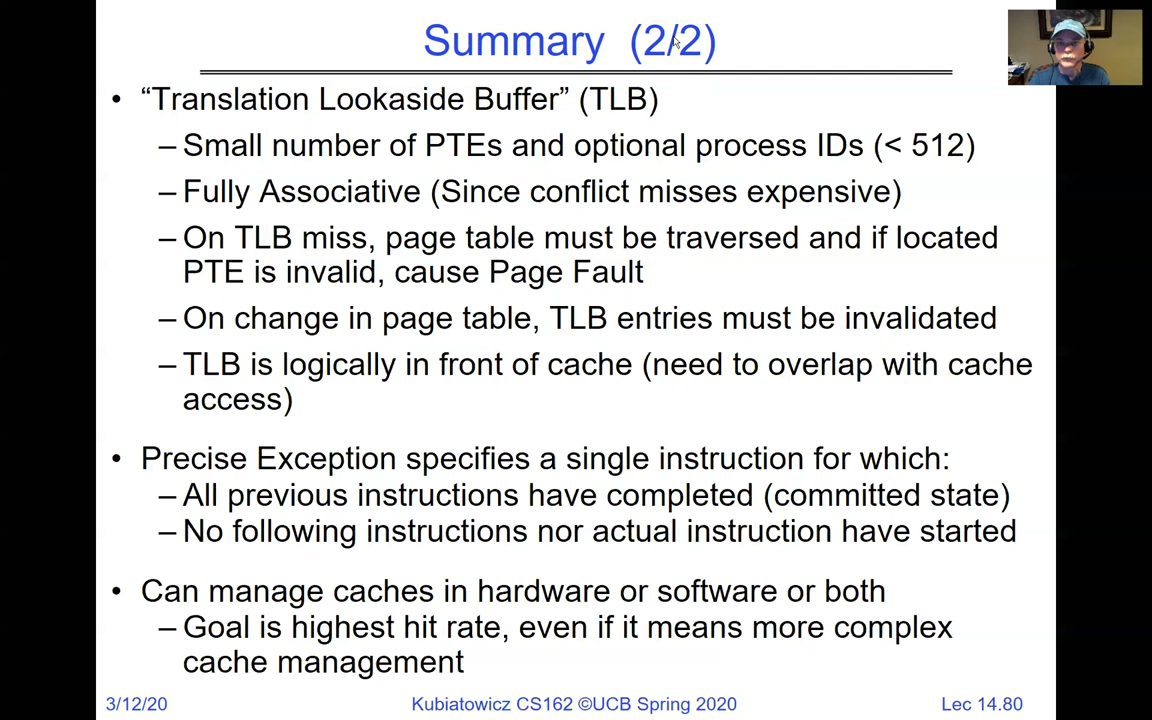 Summary (2/2)
• “Translation Lookaside Buffer” (TLB)
– Small number of PTEs and optional process IDs (< 512)
– Fully Associative (Since conflict misses expensive)
– On TLB miss, page table must be traversed and if located
PTE is invalid, cause Page Fault
– On change in page table, TLB entries must be invalidated
– TLB is logically in front of cache (need to overlap with cache
access)
• Precise Exception specifies a single instruction for which:
– All previous instructions have completed (committed state)
– No following instructions nor actual instruction have started
• Can manage caches in hardware or software or both
– Goal is highest hit rate, even if it means more complex
cache management
3/12/20 Kubiatowicz CS162 ©UCB Spring 2020 Lec 14.80